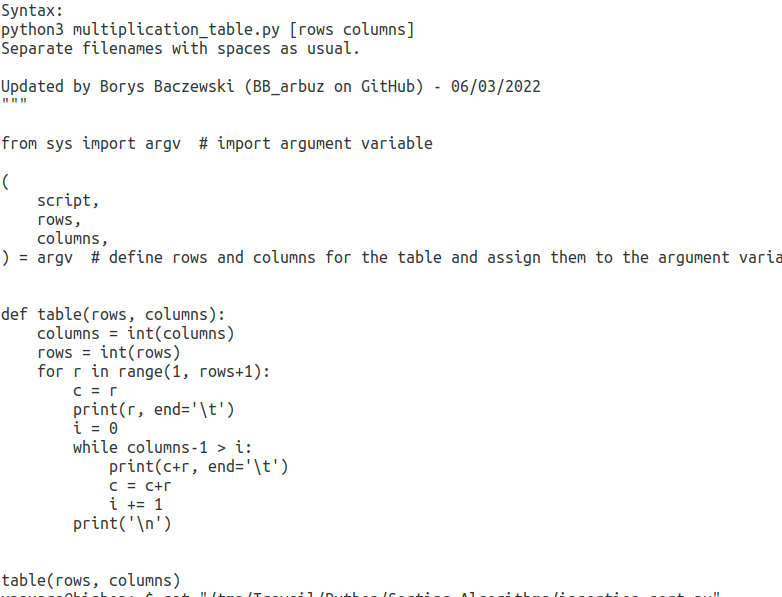 Syntax:
python3 multiplication_table.py [rows columns]
Separate filenames with spaces as usual.

Updated by Borys Baczewski (BB_arbuz on GitHub) - 06/03/2022
"""

from sys import argv  # import argument variable

(
    script,
    rows,
    columns,
) = argv  # define rows and columns for the table and assign them to the argument varia


def table(rows, columns):
    columns = int(columns)
    rows = int(rows)
    for r in range(1, rows+1):
        c = r
        print(r, end='\t')
        i = 0
        while columns-1 > i:
            print(c+r, end='\t')
            c = c+r
            i += 1
        print('\n')


table(rows, columns)